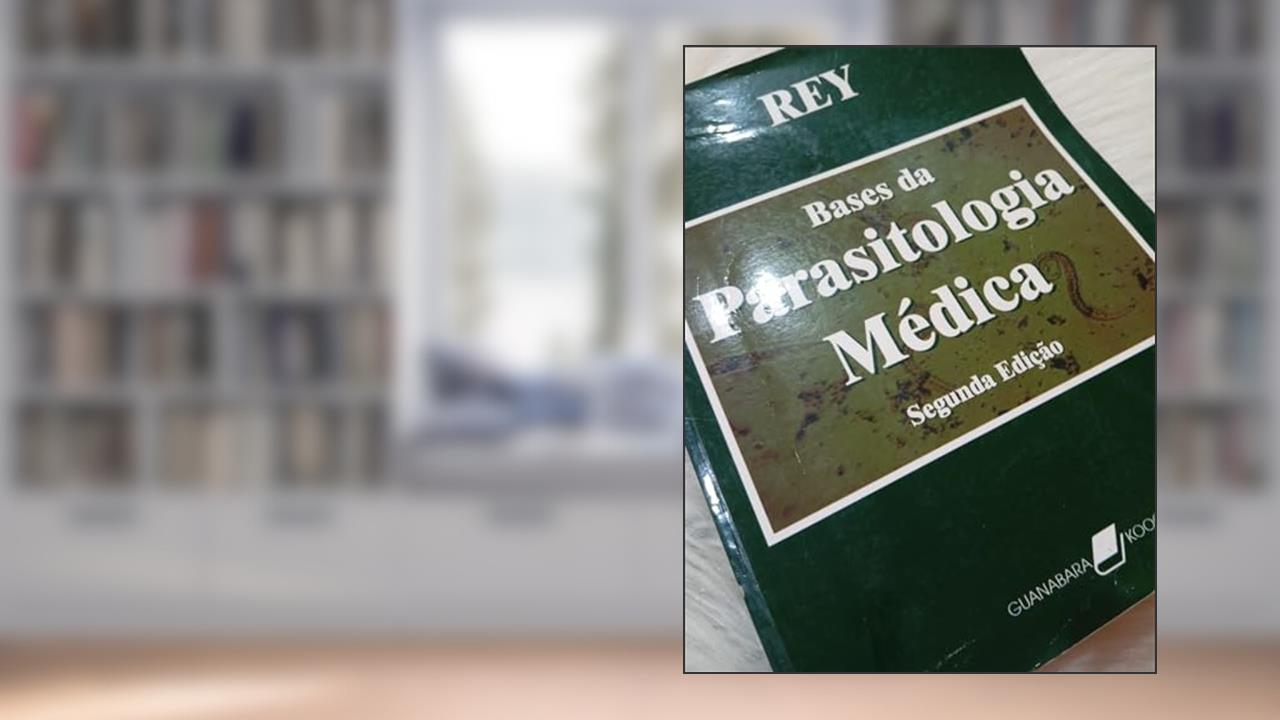 REY
Bases da
Parasitologia
Médica
Segunda Edição
GUANABARA